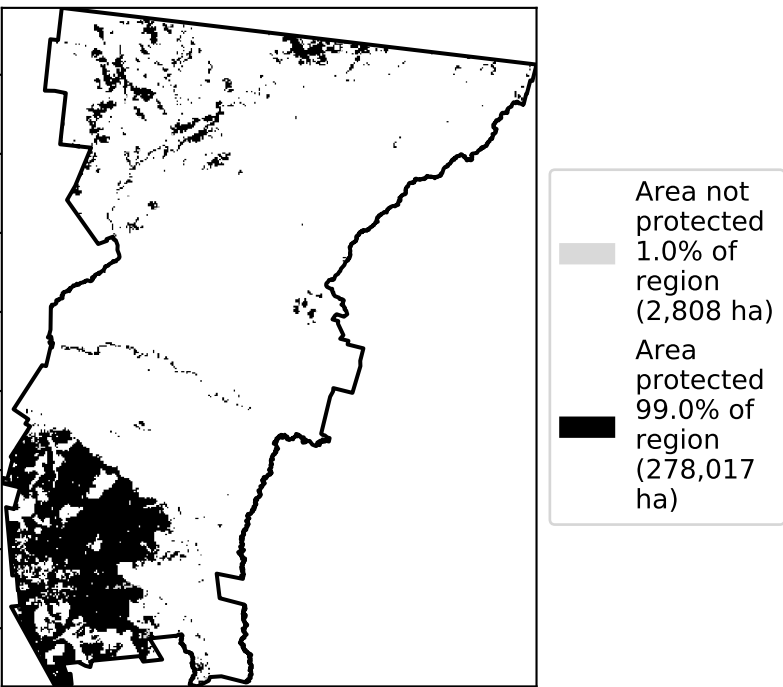 Area not
protected
1.0% of
region
(2,808 ha)
Area
protected
99.0% of
region
(278,017
ha)